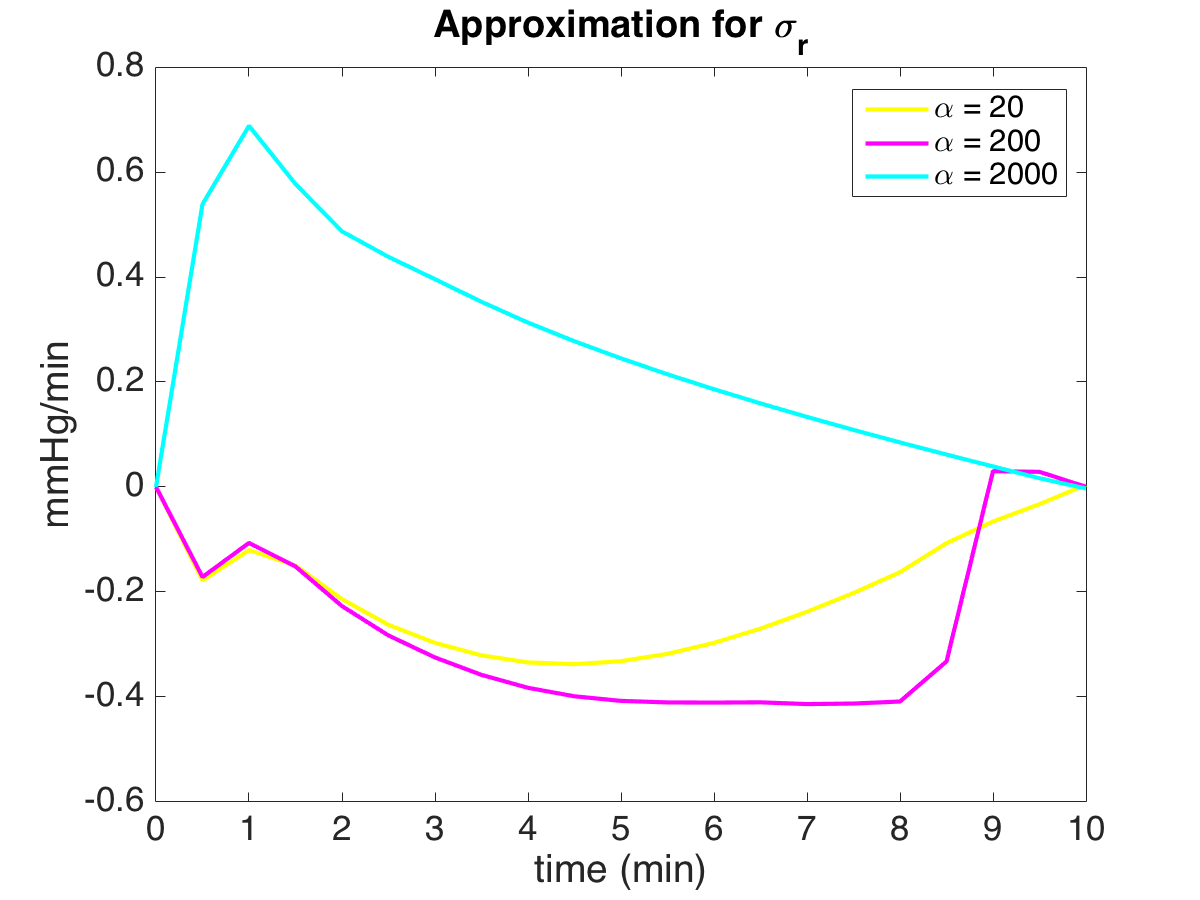 Approximation for σr
α = 20
α = 200
α = 2000
mmHg/min
0.8
0.6
0.4
0.2
0
-0.2
-0.4
-0.6
0 1 2 3 4 5 6 7 8 9 10
time (min)